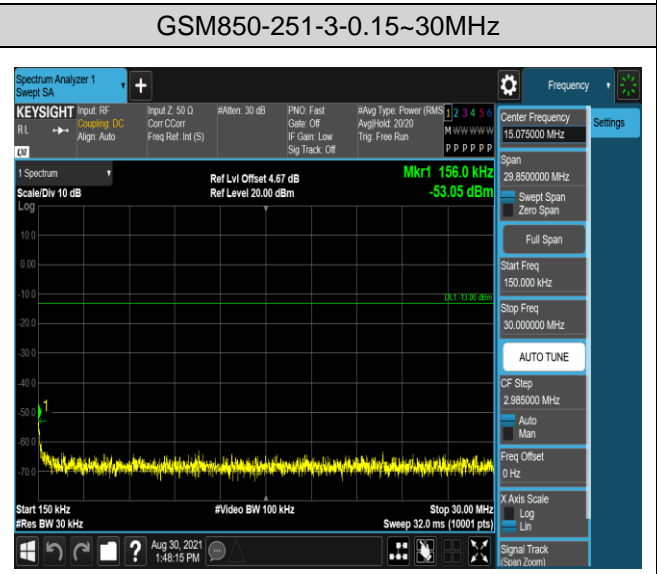 GSM850-251-3-0.15~30MHz
Spectrum Analyzer 1
Swept SA
+
Frequency
KEYSIGHT
RL
LXI
Input: RF
Coupling: DC
Align: Auto
Input Z: 50 Ω
Corr CCorr
Freq Ref: Int (S)
#Atten: 30 dB
PNO: Fast
Gate: Off
IF Gain: Low
Sig Track: Off
#Avg Type: Power (RMS
Avg|Hold: 20/20
Trig: Free Run
1 2 3 4 5 6
M W W W W W
P P P P P P
Center Frequency
15.075000 MHz
Settings
Span
29.8500000 MHz
Swept Span
Zero Span
Full Span
Start Freq
150.000 kHz
Stop Freq
30.000000 MHz
AUTO TUNE
CF Step
2.985000 MHz
Auto
Man
Freq Offset
0 Hz
X Axis Scale
Log
Lin
Signal Track
(Span Zoom)
1 Spectrum
Scale/Div 10 dB
Log
Ref Lvl Offset 4.67 dB
Ref Level 20.00 dBm
Mkr1 156.0 kHz
-53.05 dBm
10.0
0.00
-10.0
DL1 -13.00 dBm
-20.0
-30.0
-40.0
-50.0
1
-60.0
-70.0
Start 150 kHz
#Res BW 30 kHz
#Video BW 100 kHz
Stop 30.00 MHz
Sweep 32.0 ms (10001 pts)
?
Aug 30, 2021
1:48:15 PM